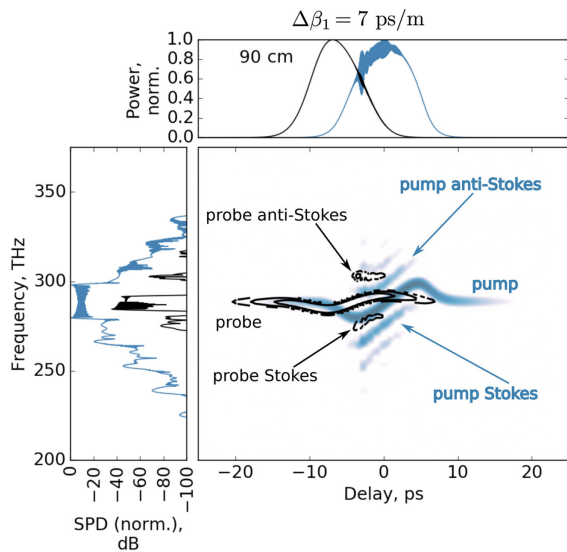 Δβ₁ = 7 ps/m
Power,
norm.
1.0
0.8
0.6
0.4
0.2
0.0
90 cm
Frequency, THz
350
300
250
200
probe anti-Stokes
pump anti-Stokes
pump
probe
probe Stokes
pump Stokes
0
−20
−40
−60
−80
−100
SPD (norm.),
dB
−20
−10
0
10
20
Delay, ps